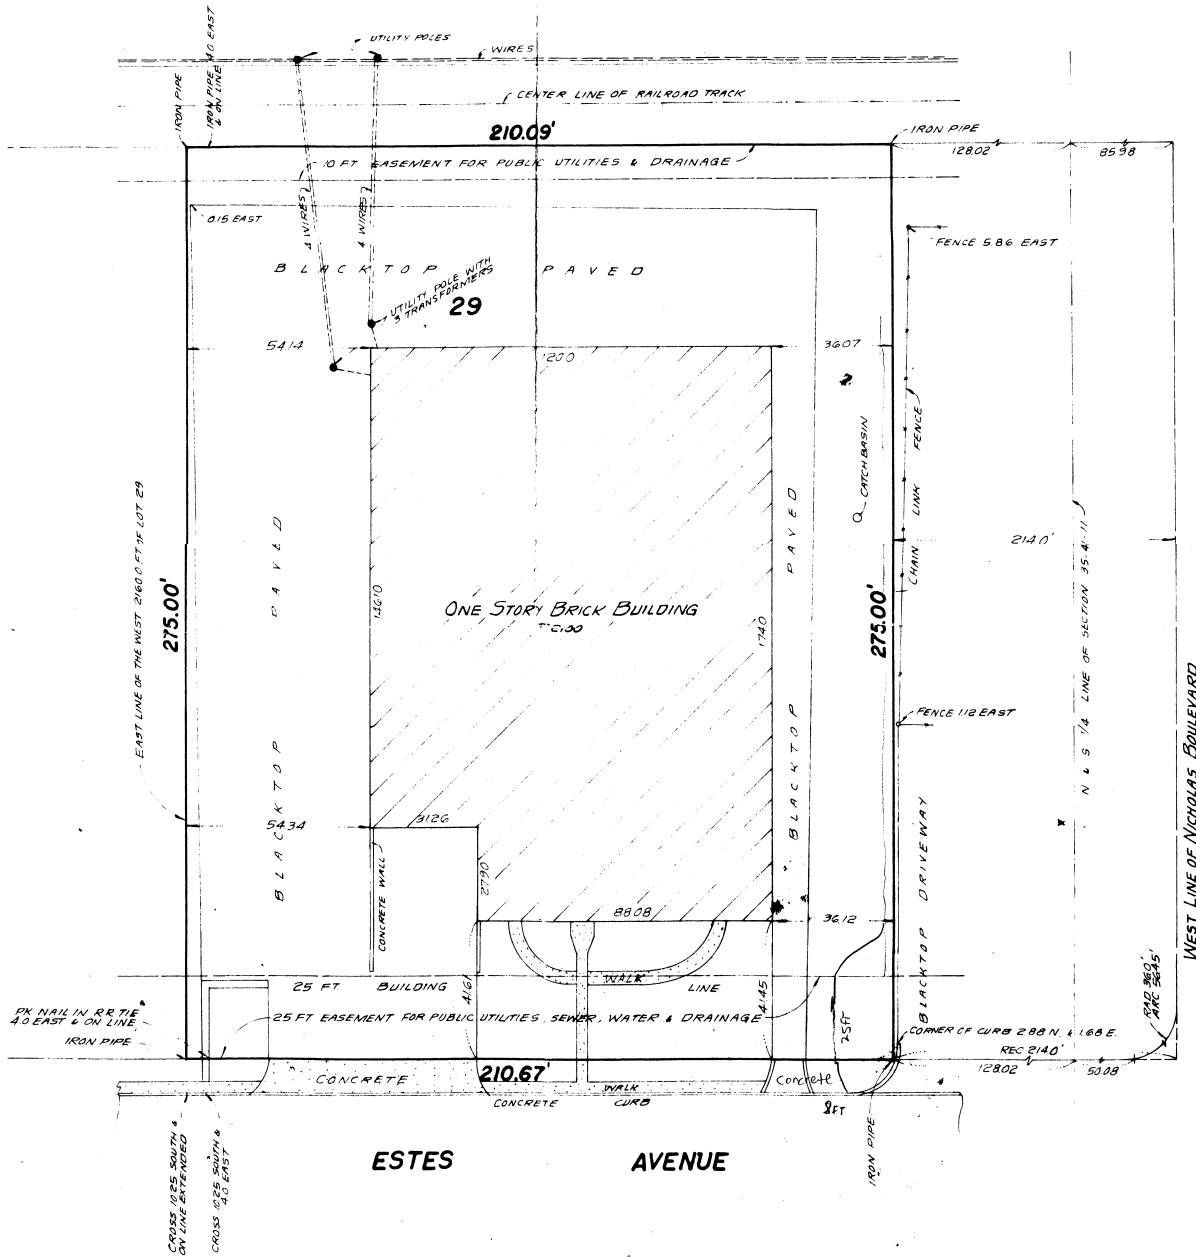 UTILITY POLES
WIRES
IRON PIPE
IRON PIPE 4.0 EAST
& ON LINE
CENTER LINE OF RAILROAD TRACK
210.09'
IRON PIPE
128.02
85.98
10 FT EASEMENT FOR PUBLIC UTILITIES & DRAINAGE
0.15 EAST
4 WIRES
4 WIRES
FENCE 5.86 EAST
BLACKTOP PAVED
UTILITY POLE WITH
3 TRANSFORMERS
29
54.14
120.0
36.07
CATCH BASIN
CHAIN LINK FENCE
EAST LINE OF THE WEST 2160.0 FT OF LOT 29
275.00'
BLACKTOP PAVED
146.10
ONE STORY BRICK BUILDING
174.0
BLACKTOP PAVED
275.00'
214.0'
N & S 1/4 LINE OF SECTION 35-41-11
WEST LINE OF NICHOLAS BOULEVARD
FENCE 1.12 EAST
54.34
31.26
CONCRETE WALL
27.90
88.08
36.12
BLACKTOP DRIVEWAY
WALK
25 FT BUILDING LINE
41.61
41.45
RAD 36.0'
ARC 56.45'
PK NAIL IN R.R. TIE
4.0 EAST & ON LINE
25 FT EASEMENT FOR PUBLIC UTILITIES, SEWER, WATER & DRAINAGE
25FT
CORNER OF CURB 2.88 N. & 1.68 E.
IRON PIPE
REC 214.0'
128.02
50.08
210.67'
CONCRETE
WALK
Concrete
CONCRETE CURB
8FT
IRON PIPE
CROSS 10.25 SOUTH &
ON LINE EXTENDED
CROSS 10.25 SOUTH &
4.0 EAST
ESTES AVENUE